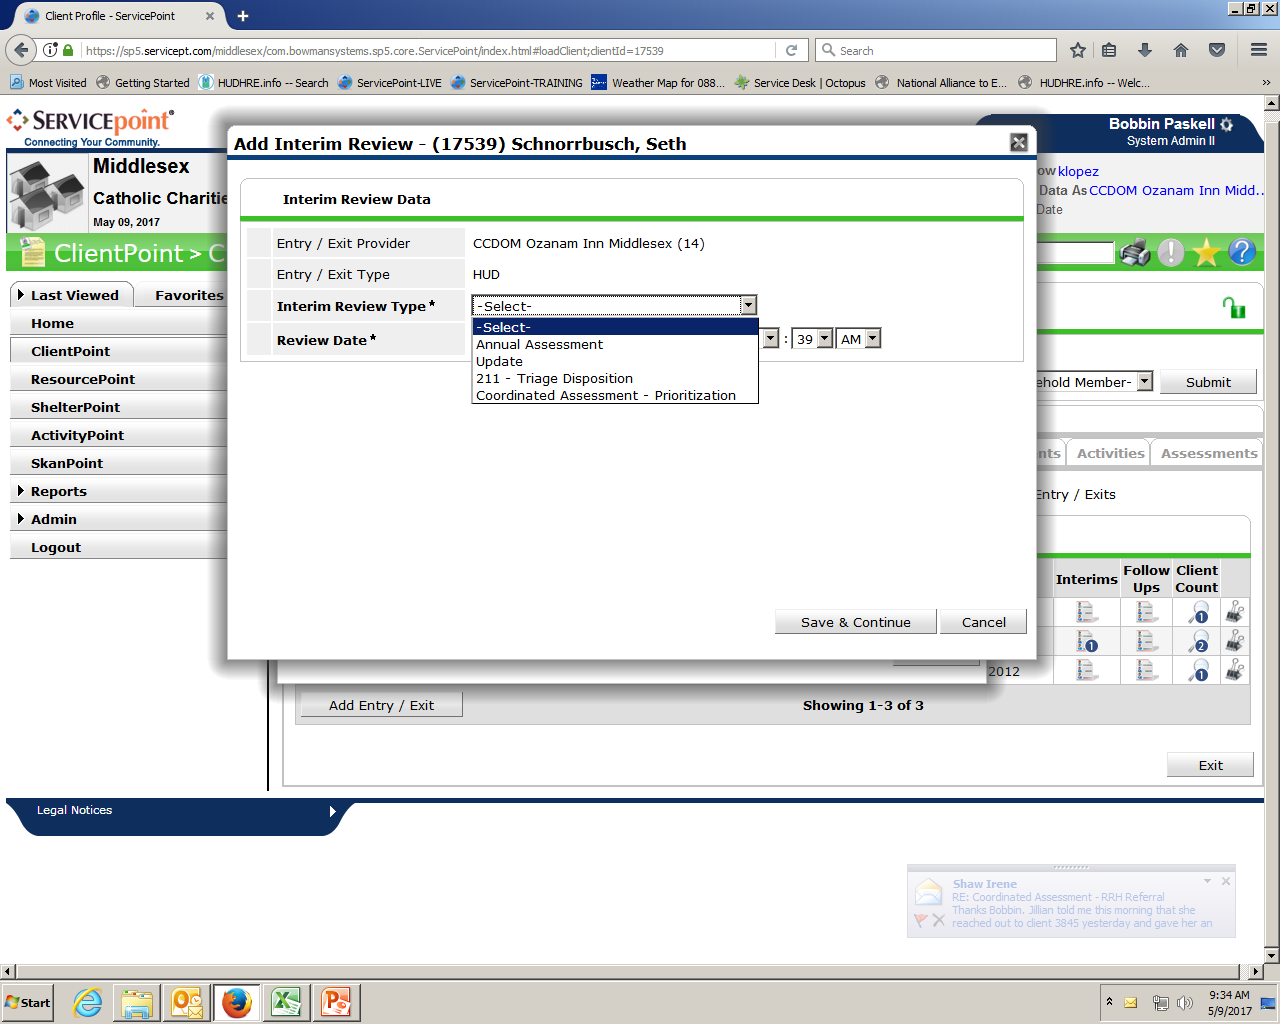 Client Profile - ServicePoint
https://sp5.servicept.com/middlesex/com.bowmansystems.sp5.core.ServicePoint/index.html#loadClient;clientId=17539
Search
Most Visited
Getting Started
HUDHRE.info -- Search
ServicePoint-LIVE
ServicePoint-TRAINING
Weather Map for 088...
Service Desk | Octopus
National Alliance to E...
HUDHRE.info -- Welc...
SERVICEpoint
Connecting Your Community.
Middlesex
Catholic Charitie
May 09, 2017
Bobbin Paskell
System Admin II
ow klopez
Data As CCDOM Ozanam Inn Midd..
Date
ClientPoint > C
Last Viewed
Favorites
Home
ClientPoint
ResourcePoint
ShelterPoint
ActivityPoint
SkanPoint
Reports
Admin
Logout
Add Interim Review - (17539) Schnorrbusch, Seth
Interim Review Data
Entry / Exit Provider CCDOM Ozanam Inn Middlesex (14)
Entry / Exit Type HUD
Interim Review Type * -Select-
Review Date * : 39 AM
-Select-
Annual Assessment
Update
211 - Triage Disposition
Coordinated Assessment - Prioritization
Save & Continue
Cancel
ehold Member-
Submit
nts
Activities
Assessments
Entry / Exits
Interims
Follow Ups
Client Count
1
1
2
2012
1
Add Entry / Exit
Showing 1-3 of 3
Exit
Legal Notices
Shaw Irene
RE: Coordinated Assessment - RRH Referral
Thanks Bobbin. Jillian told me this morning that she
reached out to client 3845 yesterday and gave her an
Start
9:34 AM
5/9/2017